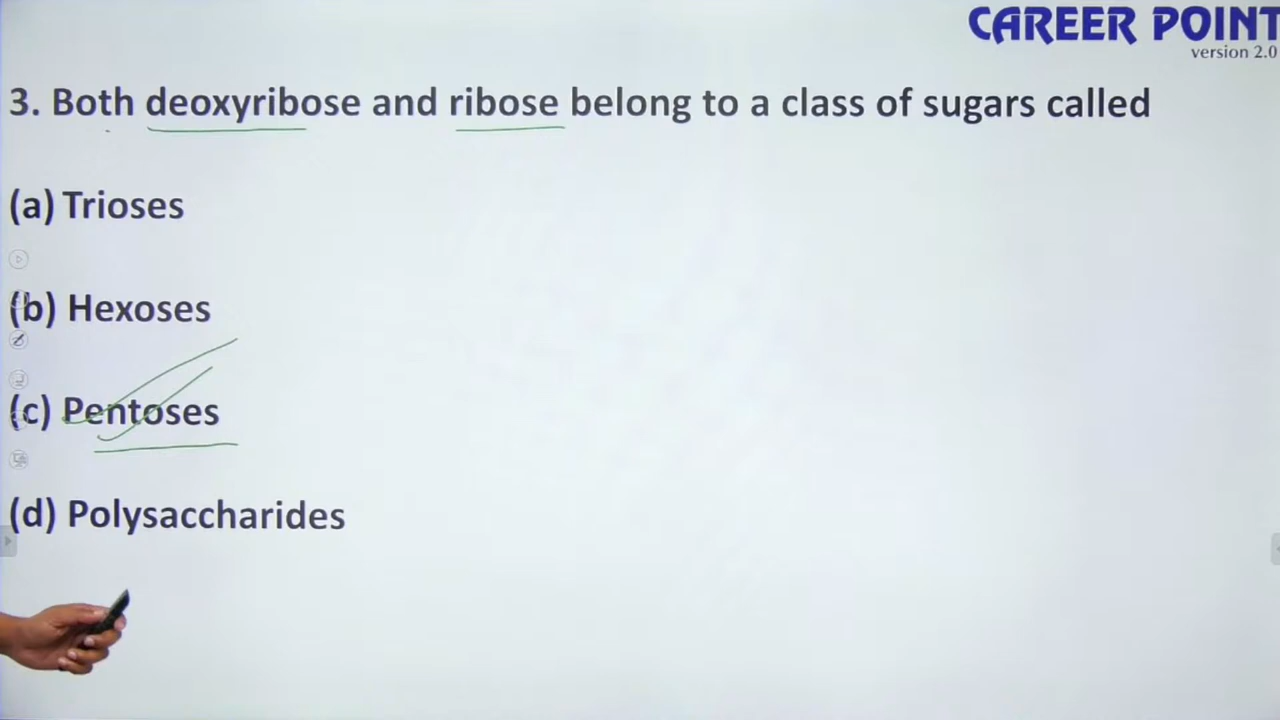 CAREER POINT
version 2.0
3. Both deoxyribose and ribose belong to a class of sugars called
(a) Trioses
(b) Hexoses
(c) Pentoses
(d) Polysaccharides